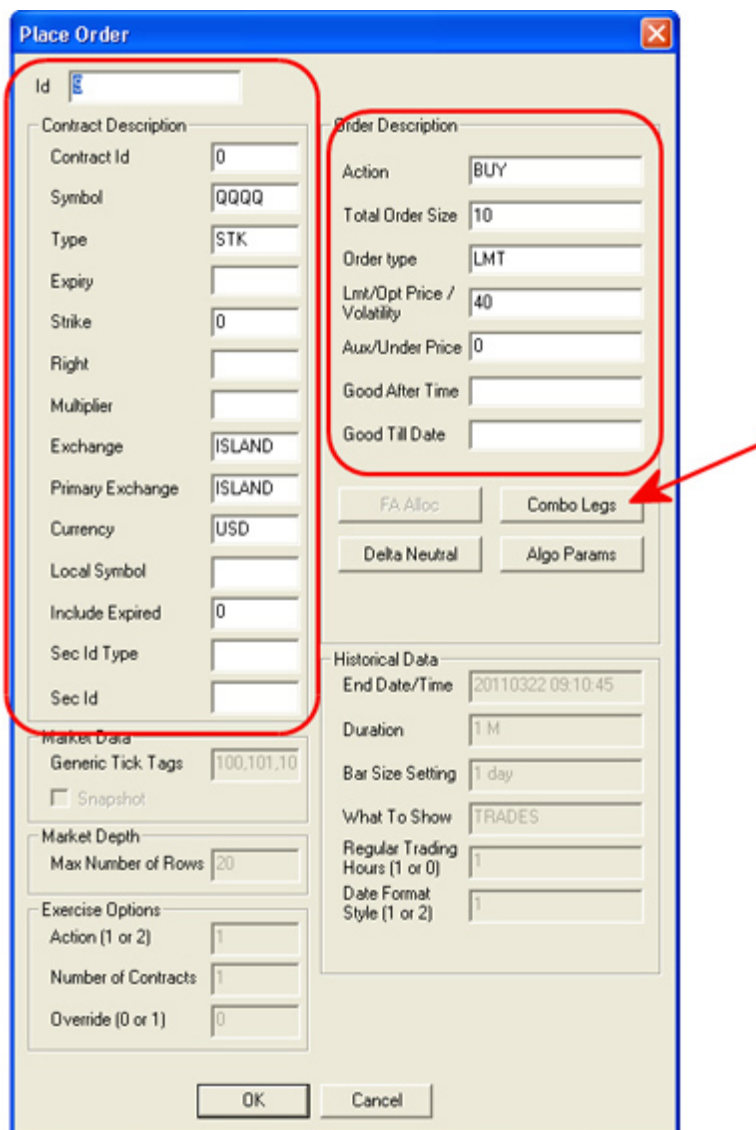 Place Order
Id
Contract Description
Contract Id 0
Symbol QQQQ
Type STK
Expiry
Strike 0
Right
Multiplier
Exchange ISLAND
Primary Exchange ISLAND
Currency USD
Local Symbol
Include Expired 0
Sec Id Type
Sec Id
Market Data
Generic Tick Tags 100,101,10
Snapshot
Market Depth
Max Number of Rows 20
Exercise Options
Action (1 or 2) 1
Number of Contracts 1
Override (0 or 1) 0
Order Description
Action BUY
Total Order Size 10
Order type LMT
Lmt/Opt Price /
Volatility 40
Aux/Under Price 0
Good After Time
Good Till Date
FA Alloc Combo Legs
Delta Neutral Algo Params
Historical Data
End Date/Time 20110322 09:10:45
Duration 1 M
Bar Size Setting 1 day
What To Show TRADES
Regular Trading
Hours (1 or 0) 1
Date Format
Style (1 or 2) 1
OK Cancel